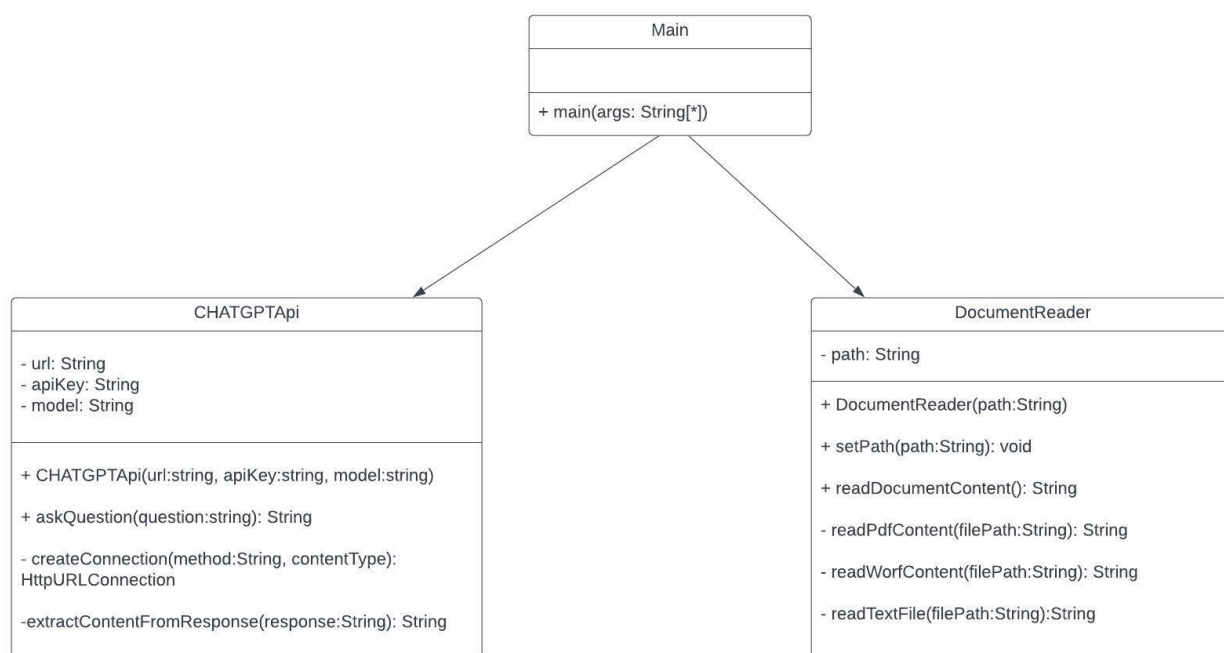 Main
+ main(args: String[*])
CHATGPTApi
- url: String
- apiKey: String
- model: String
+ CHATGPTApi(url:string, apiKey:string, model:string)
+ askQuestion(question:string): String
- createConnection(method:String, contentType):
HttpURLConnection
-extractContentFromResponse(response:String): String
DocumentReader
- path: String
+ DocumentReader(path:String)
+ setPath(path:String): void
+ readDocumentContent(): String
- readPdfContent(filePath:String): String
- readWorfContent(filePath:String): String
- readTextFile(filePath:String):String